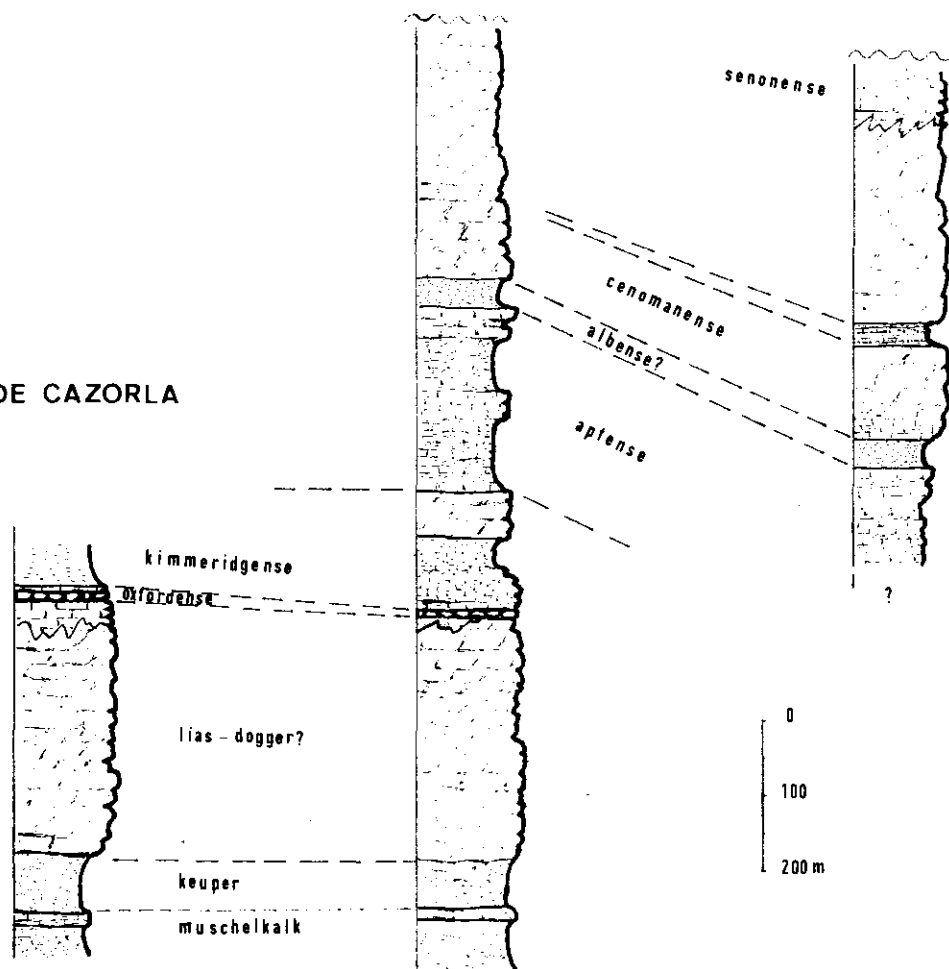 senonense
cenomanense
albense?
DE CAZORLA
aptense
kimmeridgense
oxfordense
?
lias-dogger?
0
100
200 m
keuper
muschelkalk